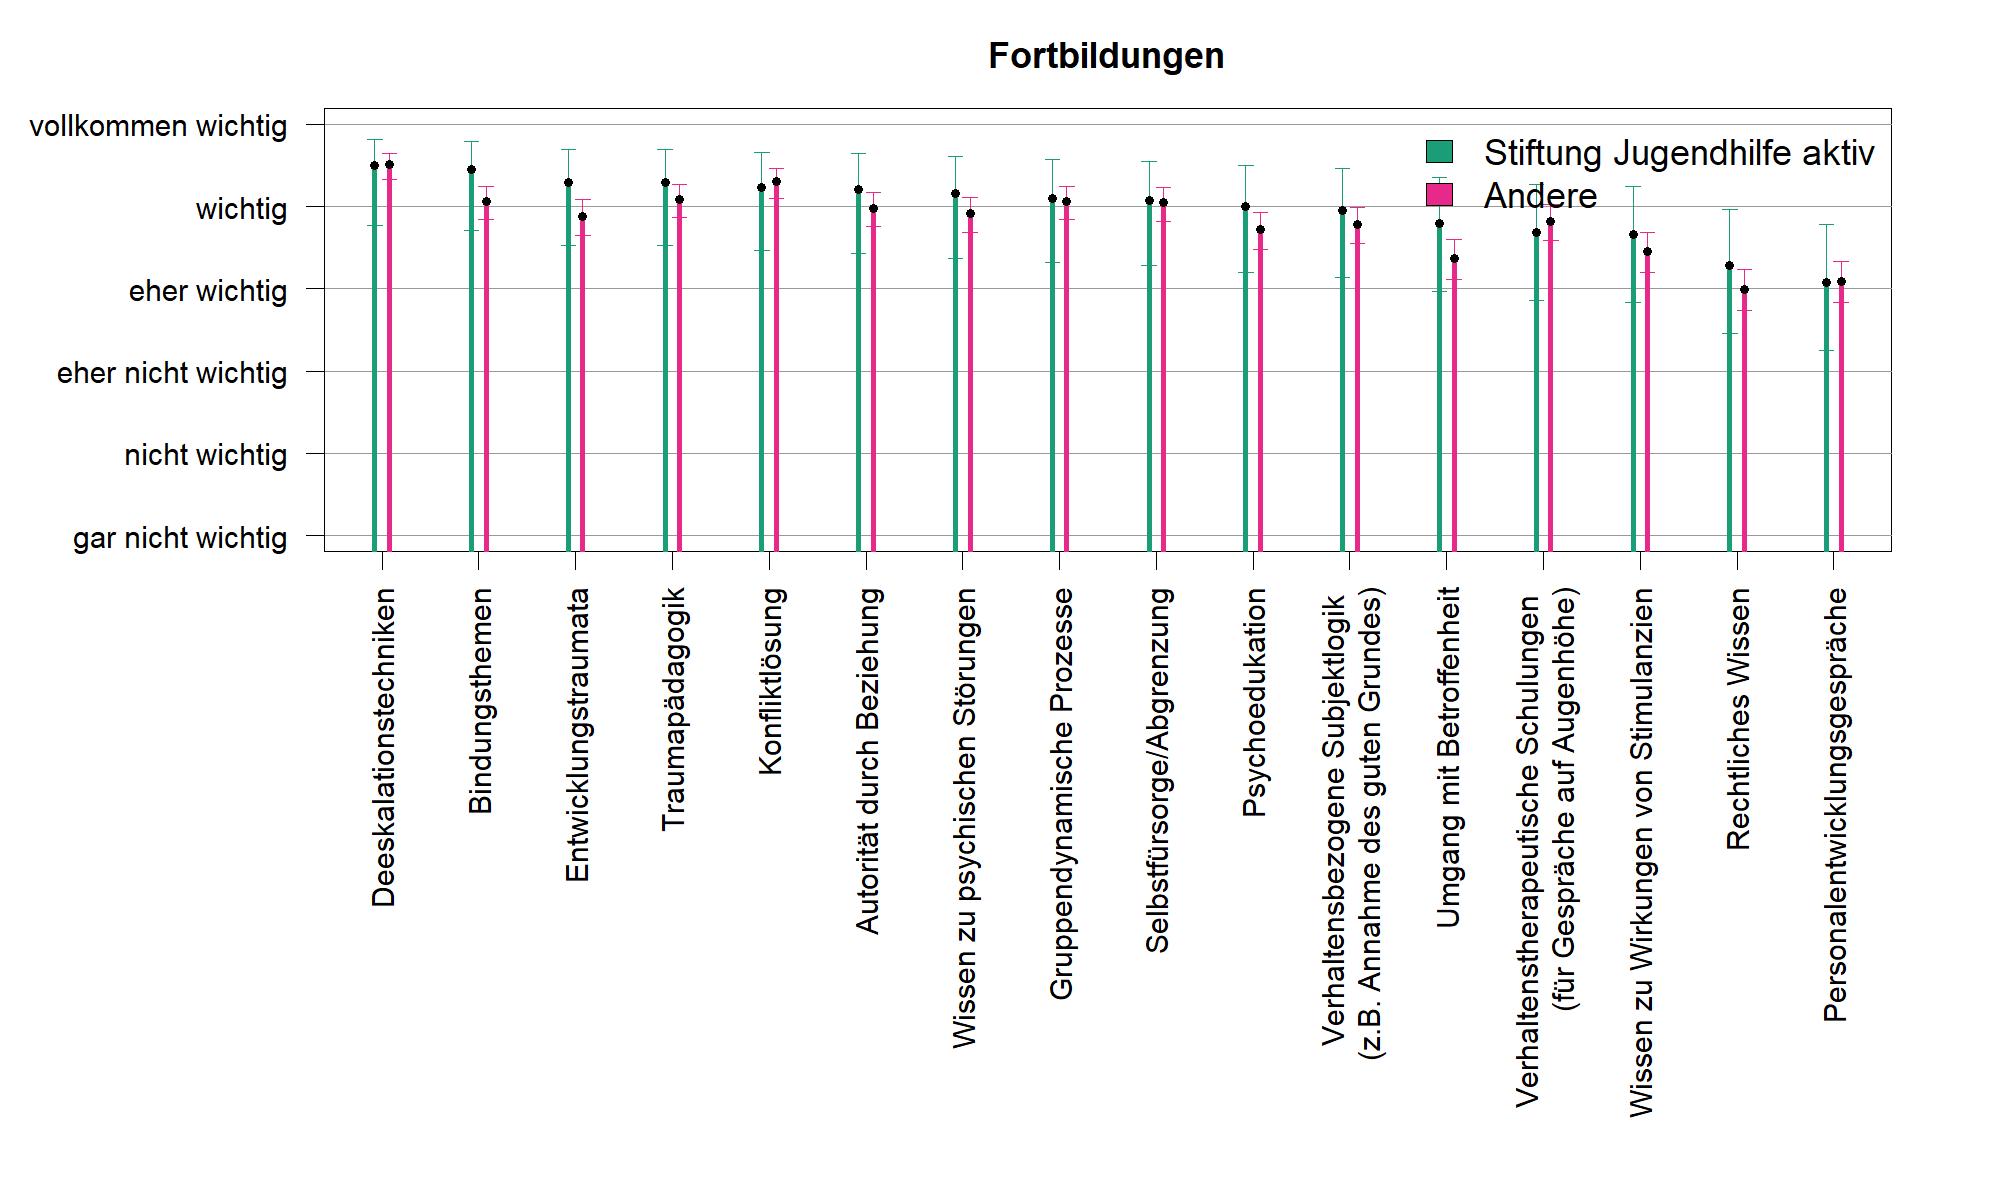 Fortbildungen
vollkommen wichtig
wichtig
eher wichtig
eher nicht wichtig
nicht wichtig
gar nicht wichtig
Stiftung Jugendhilfe aktiv
Andere
Deeskalationstechniken
Bindungsthemen
Entwicklungstraumata
Traumapädagogik
Konfliktlösung
Autorität durch Beziehung
Wissen zu psychischen Störungen
Gruppendynamische Prozesse
Selbstfürsorge/Abgrenzung
Psychoedukation
Verhaltensbezogene Subjektlogik
(z.B. Annahme des guten Grundes)
Umgang mit Betroffenheit
Verhaltenstherapeutische Schulungen
(für Gespräche auf Augenhöhe)
Wissen zu Wirkungen von Stimulanzien
Rechtliches Wissen
Personalentwicklungsgespräche